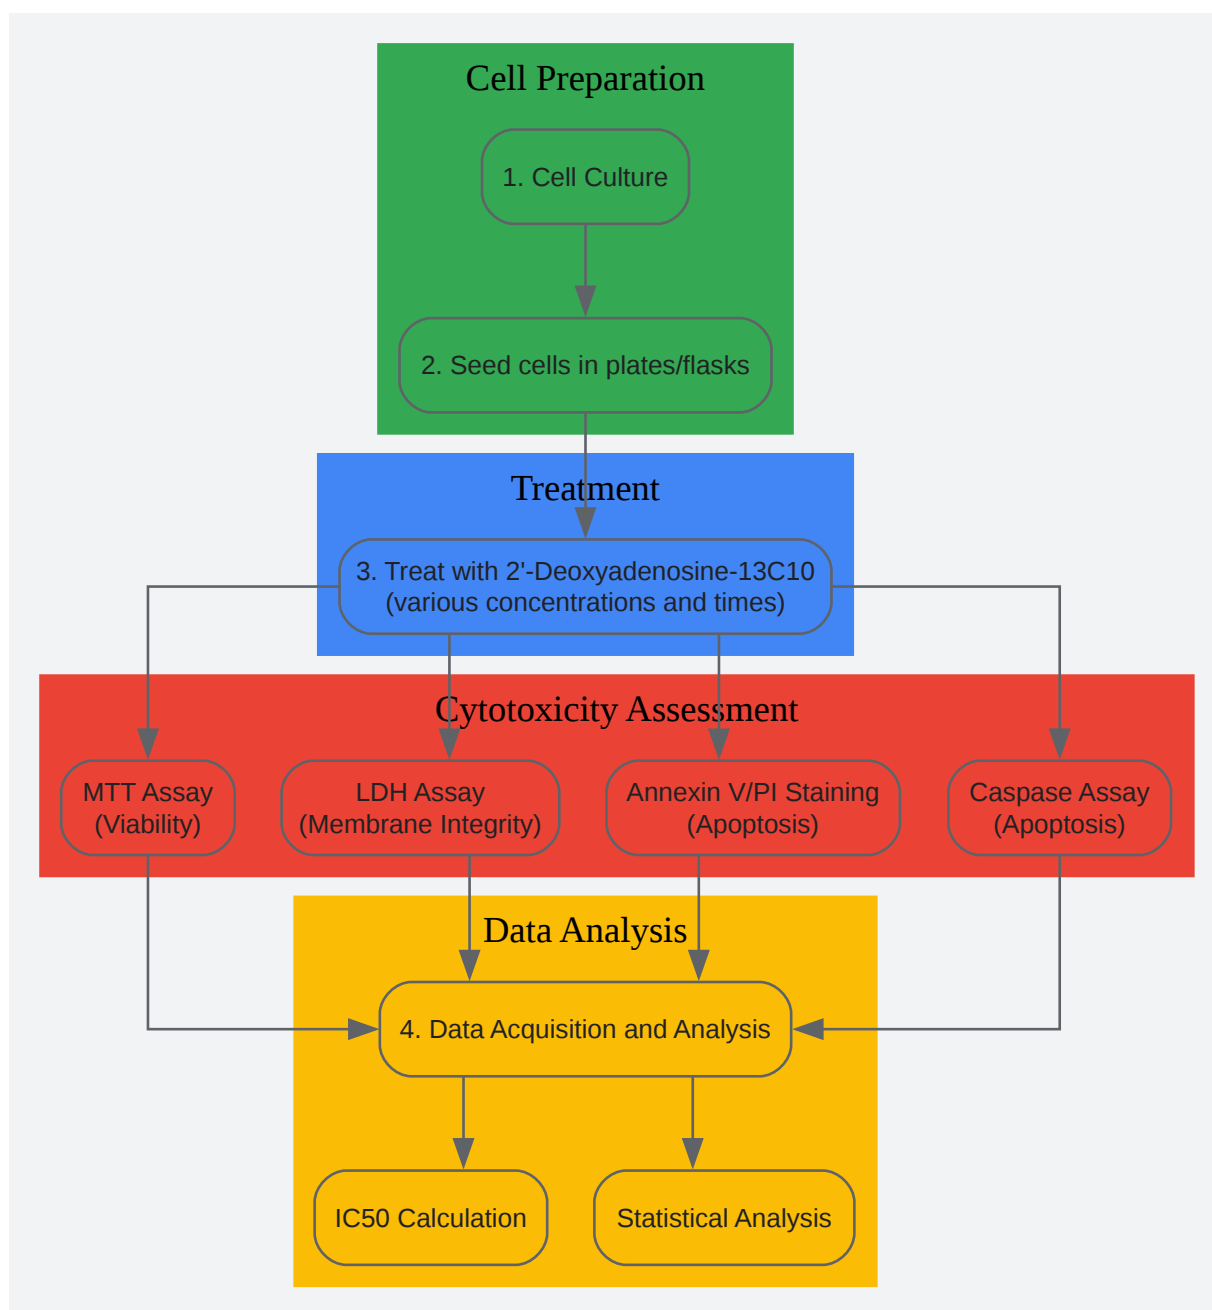 Cell Preparation
1. Cell Culture
2. Seed cells in plates/flasks
Treatment
3. Treat with 2'-Deoxyadenosine-13C10
(various concentrations and times)
Cytotoxicity Assessment
MTT Assay
(Viability)
LDH Assay
(Membrane Integrity)
Annexin V/PI Staining
(Apoptosis)
Caspase Assay
(Apoptosis)
Data Analysis
4. Data Acquisition and Analysis
IC50 Calculation
Statistical Analysis